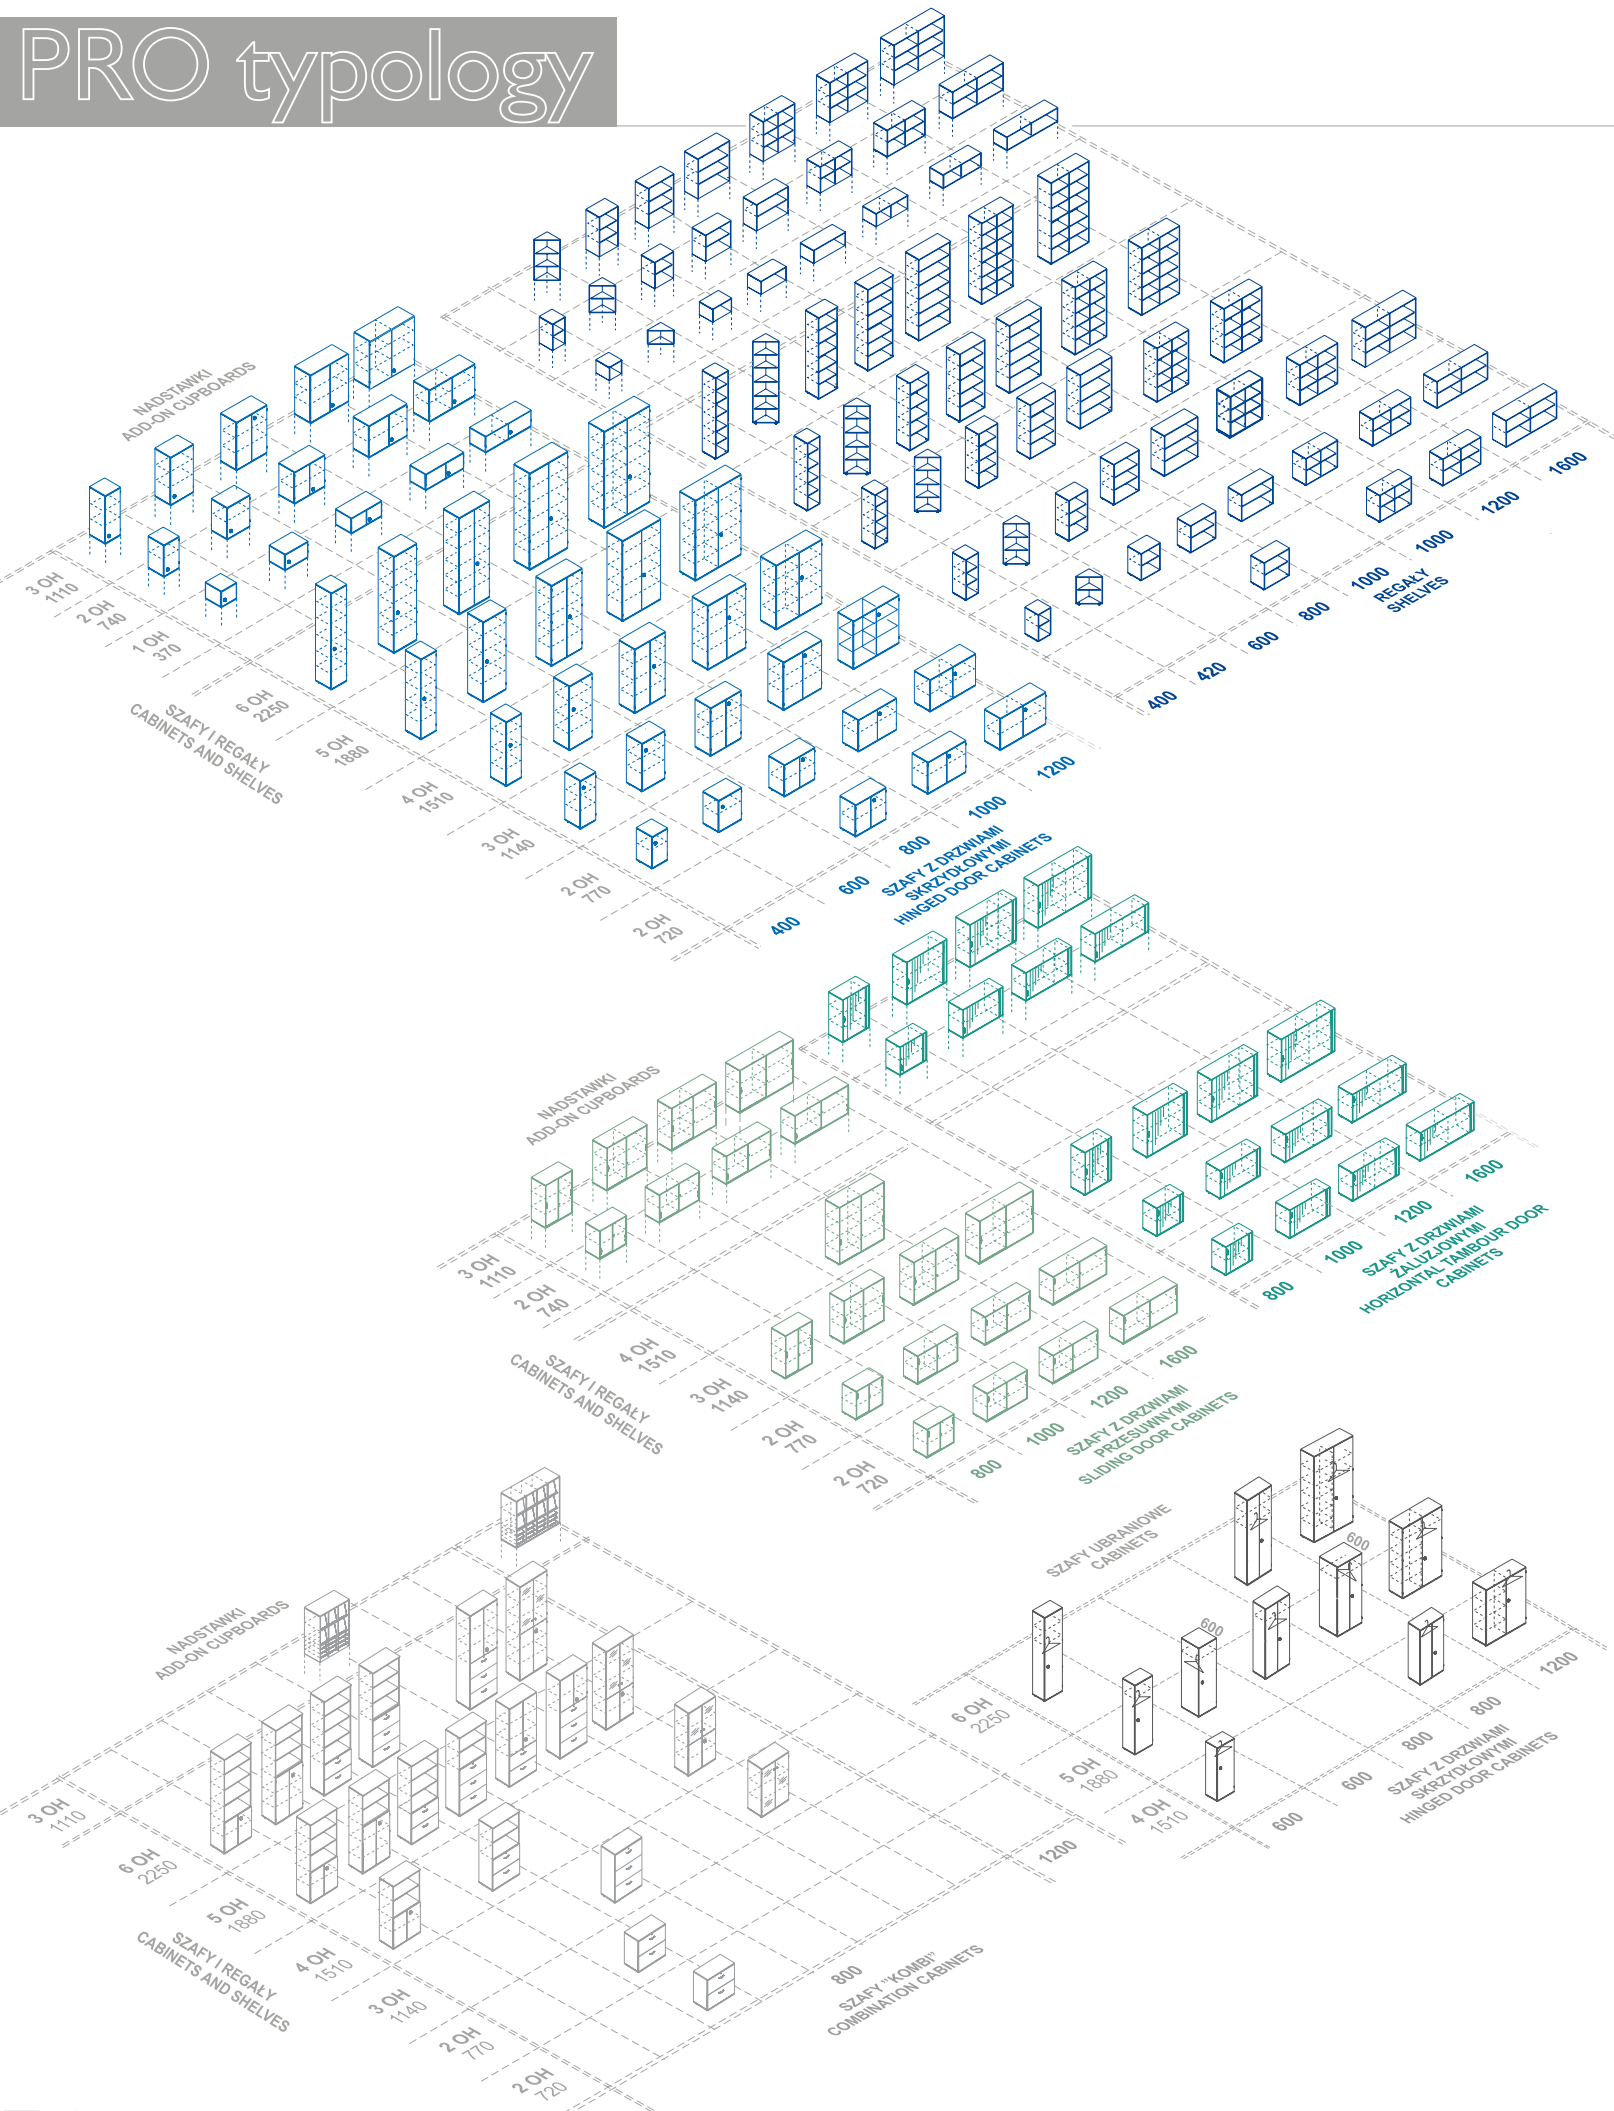 PRO typology
NADSTAWKI
ADD-ON CUPBOARDS
3 OH
1110
2 OH
740
1 OH
370
SZAFY I REGAŁY
CABINETS AND SHELVES
6 OH
2250
5 OH
1880
4 OH
1510
3 OH
1140
2 OH
770
2 OH
720
400
600
800
1000
1200
SZAFY Z DRZWIAMI
SKRZYDŁOWYMI
HINGED DOOR CABINETS
400
420
600
800
1000
1000
1200
1600
REGAŁY
SHELVES
NADSTAWKI
ADD-ON CUPBOARDS
3 OH
1110
2 OH
740
SZAFY I REGAŁY
CABINETS AND SHELVES
4 OH
1510
3 OH
1140
2 OH
770
2 OH
720
800
1000
1200
1600
SZAFY Z DRZWIAMI
PRZESUWNYMI
SLIDING DOOR CABINETS
800
1000
1200
1600
SZAFY Z DRZWIAMI
ŻALUZJOWYMI
HORIZONTAL TAMBOUR DOOR
CABINETS
NADSTAWKI
ADD-ON CUPBOARDS
3 OH
1110
6 OH
2250
SZAFY I REGAŁY
CABINETS AND SHELVES
5 OH
1880
4 OH
1510
3 OH
1140
2 OH
770
2 OH
720
800
1200
SZAFY "KOMBI"
COMBINATION CABINETS
SZAFY UBRANIOWE
CABINETS
600
600
6 OH
2250
5 OH
1880
4 OH
1510
600
600
800
800
1200
SZAFY Z DRZWIAMI
SKRZYDŁOWYMI
HINGED DOOR CABINETS